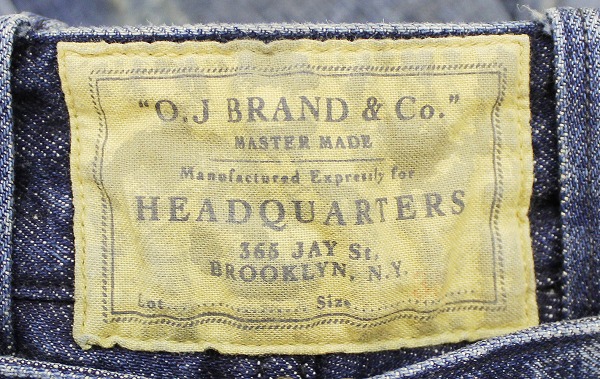 "O.J BRAND & Co."
MASTER MADE
Manufactured Expressly for
HEADQUARTERS
365 JAY St,
BROOKLYN, N.Y.
Lot........... Size...........